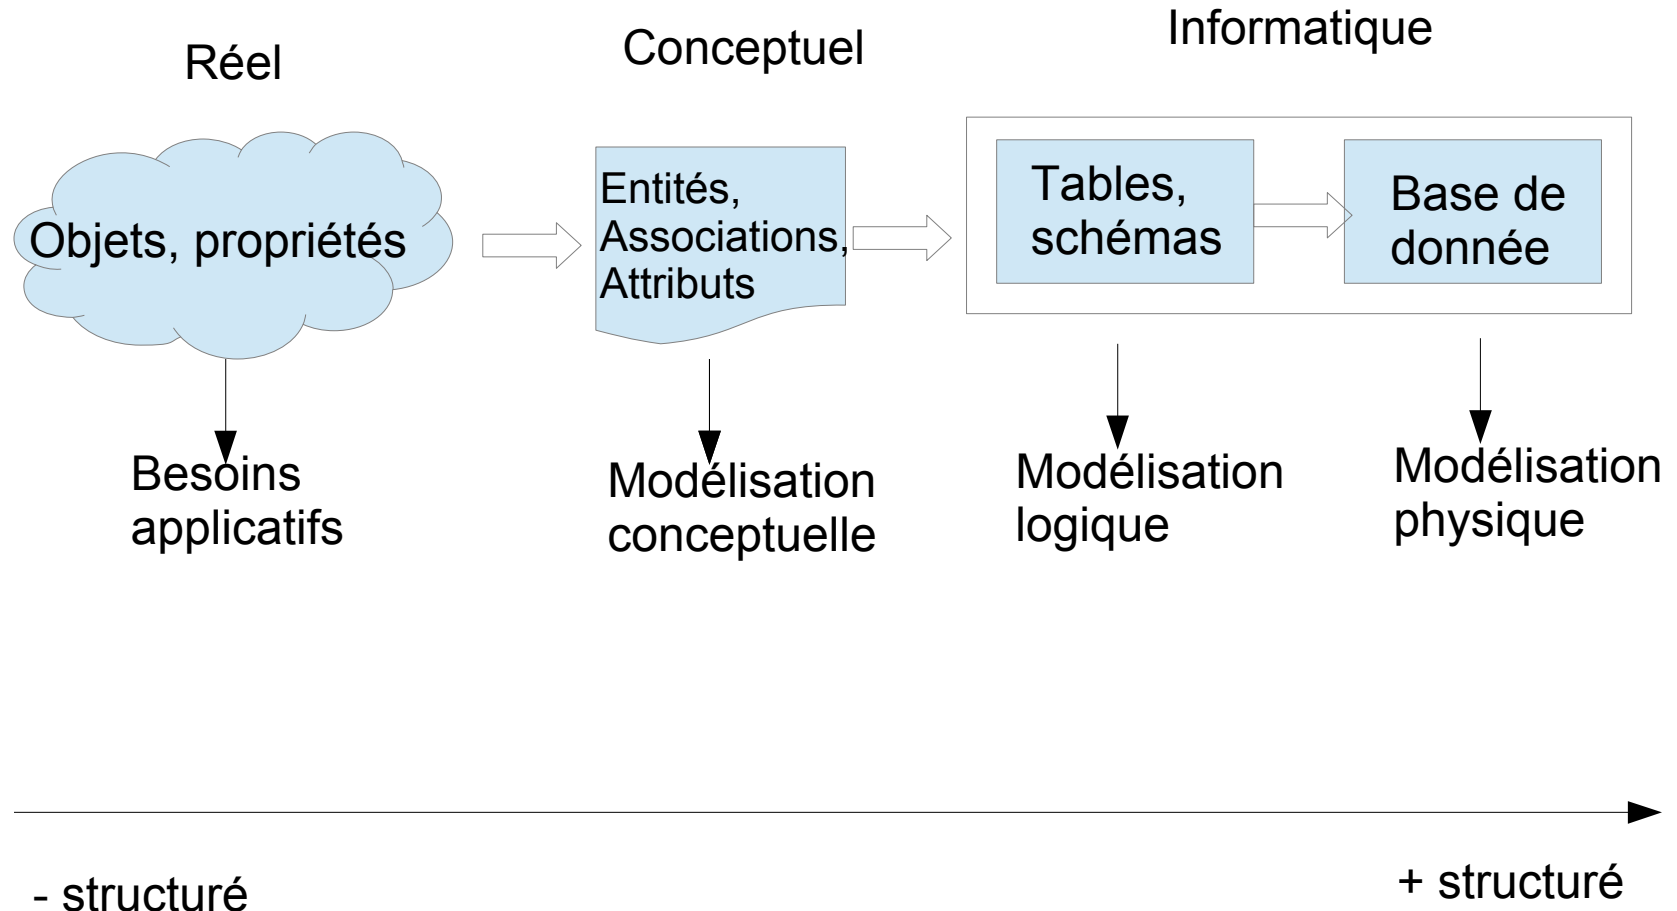 Réel
Conceptuel
Informatique
Objets, propriétés
Entités,
Associations,
Attributs
Tables,
schémas
Base de
donnée
Besoins
applicatifs
Modélisation
conceptuelle
Modélisation
logique
Modélisation
physique
- structuré
+ structuré